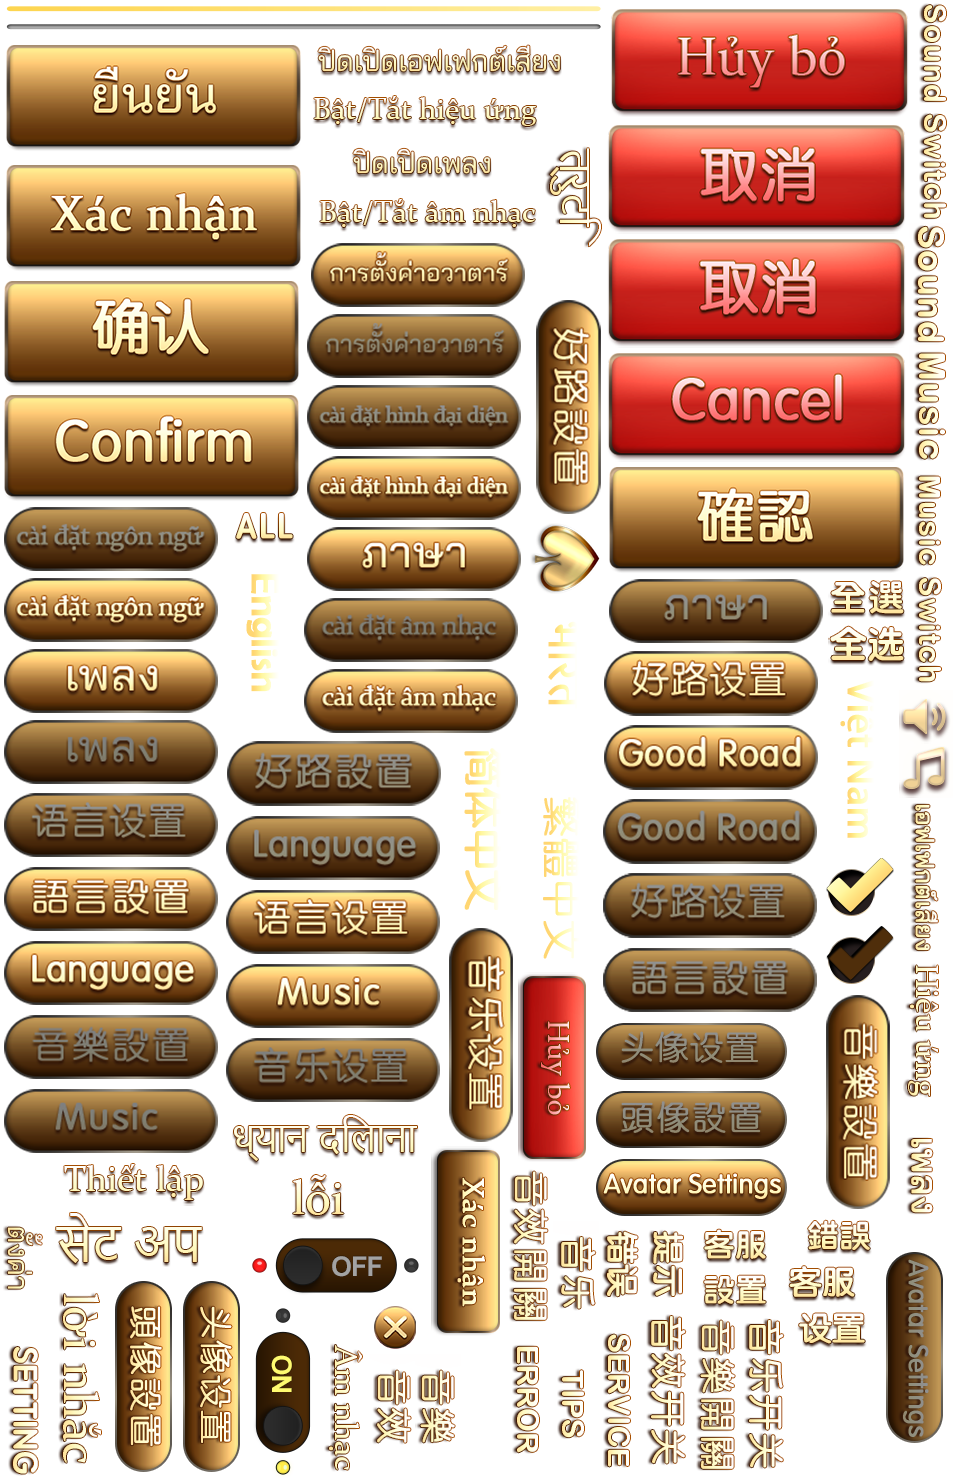 ยืนยัน
Xác nhận
确认
Confirm
cài đặt ngôn ngữ
cài đặt ngôn ngữ
เพลง
เพลง
语言设置
語言設置
Language
音樂設置
Music
ปิดเปิดเอฟเฟกต์เสียง
Bật/Tắt hiệu ứng
ปิดเปิดเพลง
Bật/Tắt âm nhạc
การตั้งค่าอวาตาร์
การตั้งค่าอวาตาร์
cài đặt hình đại diện
cài đặt hình đại diện
ภาษา
cài đặt âm nhạc
cài đặt âm nhạc
ALL
English
好路設置
好路設置
Language
语言设置
Music
音乐设置
简体中文
繁體中文
音乐设置
Hủy bỏ
Hủy bỏ
取消
取消
Cancel
確認
ภาษา
好路设置
Good Road
Good Road
好路设置
語言設置
头像设置
頭像設置
Avatar Settings
全選
全选
Việt Nam
Sound Switch
Sound
Music
Music Switch
เอฟเฟกต์เสียง
Hiệu ứng
เพลง
音樂設置
ध्यान दिलाना
Thiết lập
lỗi
सेट अप
ตั้งค่า
SETTING
lời nhắc
頭像設置
头像设置
OFF
ON
Âm nhạc
音效
音樂
Xác nhận
音效開關
音乐
錯误
提示
客服
設置
錯誤
客服
设置
ERROR
TIPS
SERVICE
音效开关
音樂開關
音乐开关
Avatar Settings